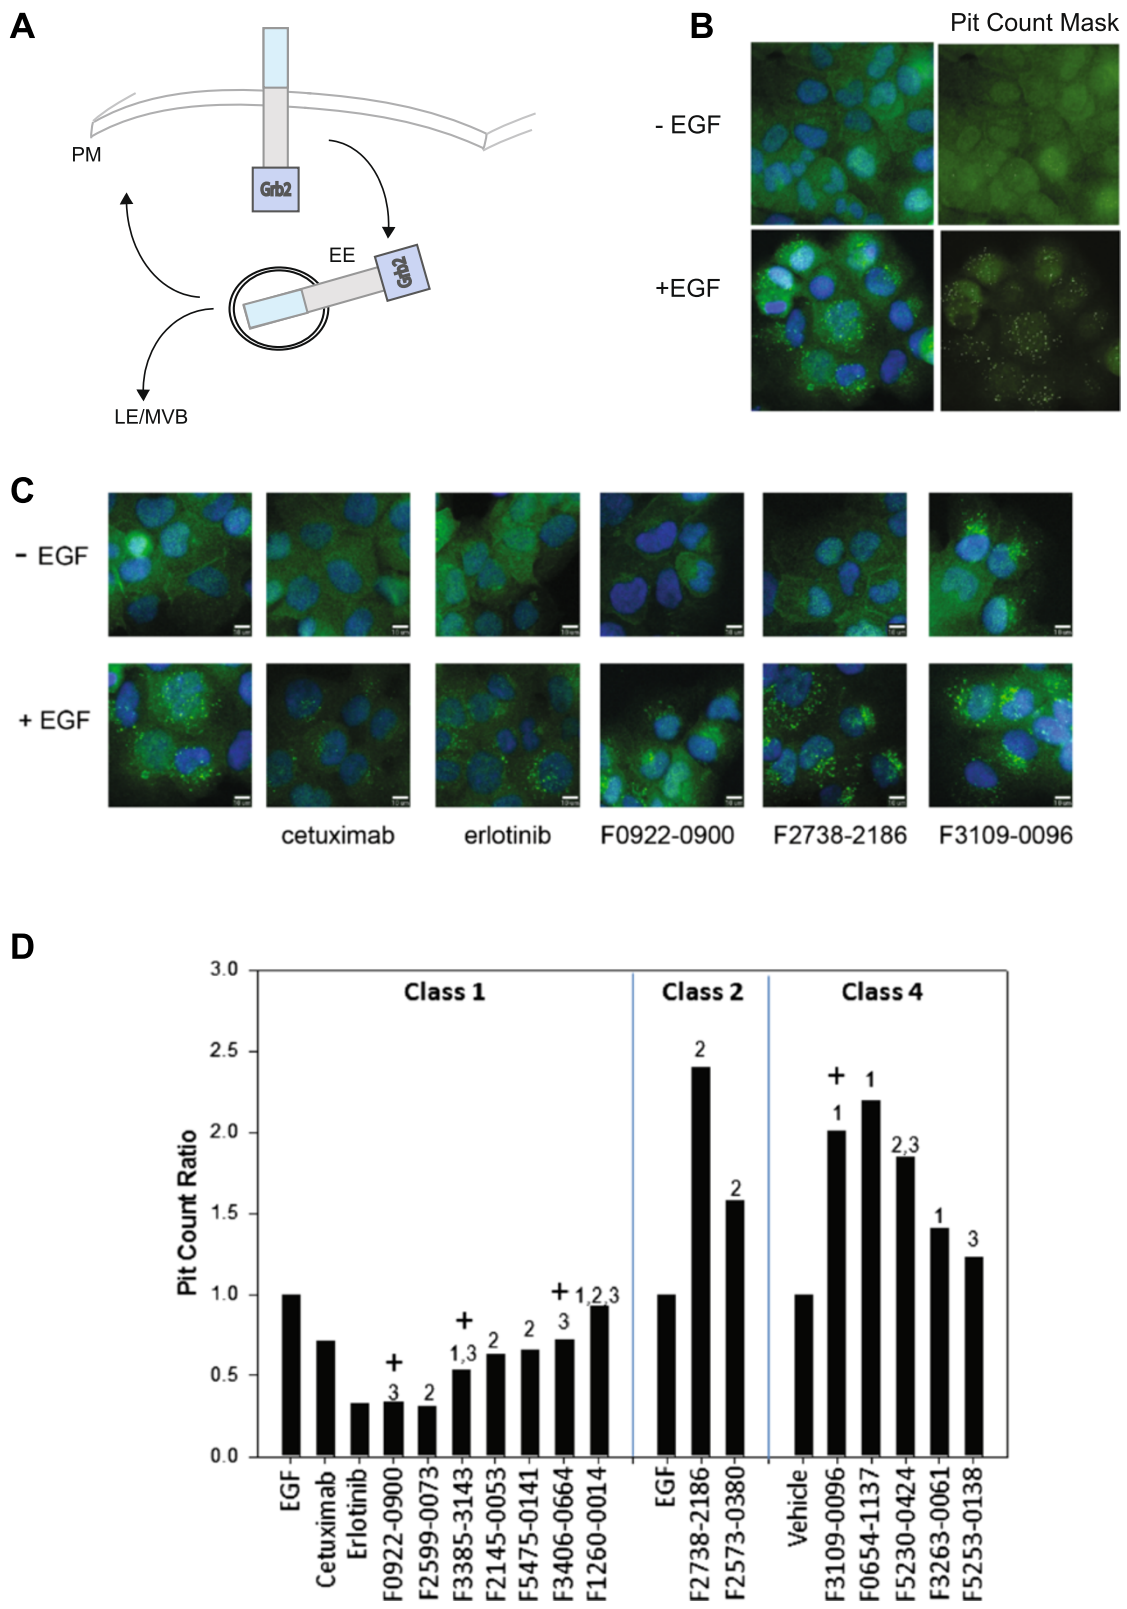 A
PM
Grb2
EE
Grb2
LE/MVB
B
Pit Count Mask
- EGF
+EGF
C
- EGF
+ EGF
cetuximab
erlotinib
F0922-0900
F2738-2186
F3109-0096
D
Pit Count Ratio
3.0
2.5
2.0
1.5
1.0
0.5
0.0
Class 1
Class 2
Class 4
+
3
2
+
1,3
2
2
+
3
1,2,3
2
2
+
1
1
2,3
1
3
EGF
Cetuximab
Erlotinib
F0922-0900
F2599-0073
F3385-3143
F2145-0053
F5475-0141
F3406-0664
F1260-0014
EGF
F2738-2186
F2573-0380
Vehicle
F3109-0096
F0654-1137
F5230-0424
F3263-0061
F5253-0138